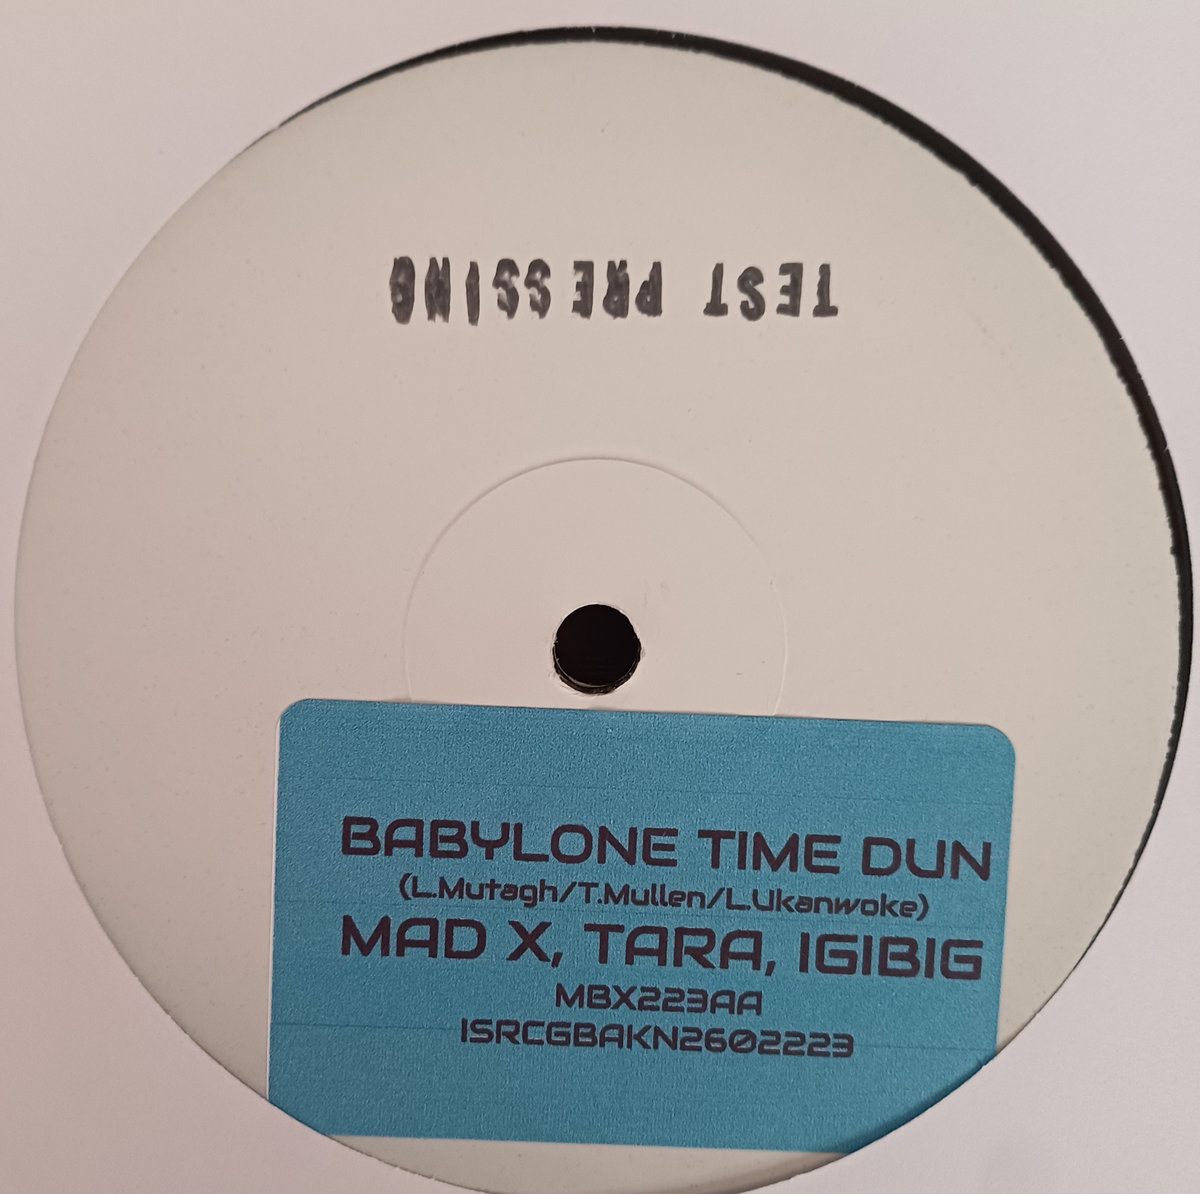 TEST PRESSING
BABYLONE TIME DUN
(L.Mutagh/T.Mullen/L.Ukanwoke)
MAD X, TARA, IGIBIG
MBX223AA
ISRCGBAKN2602223